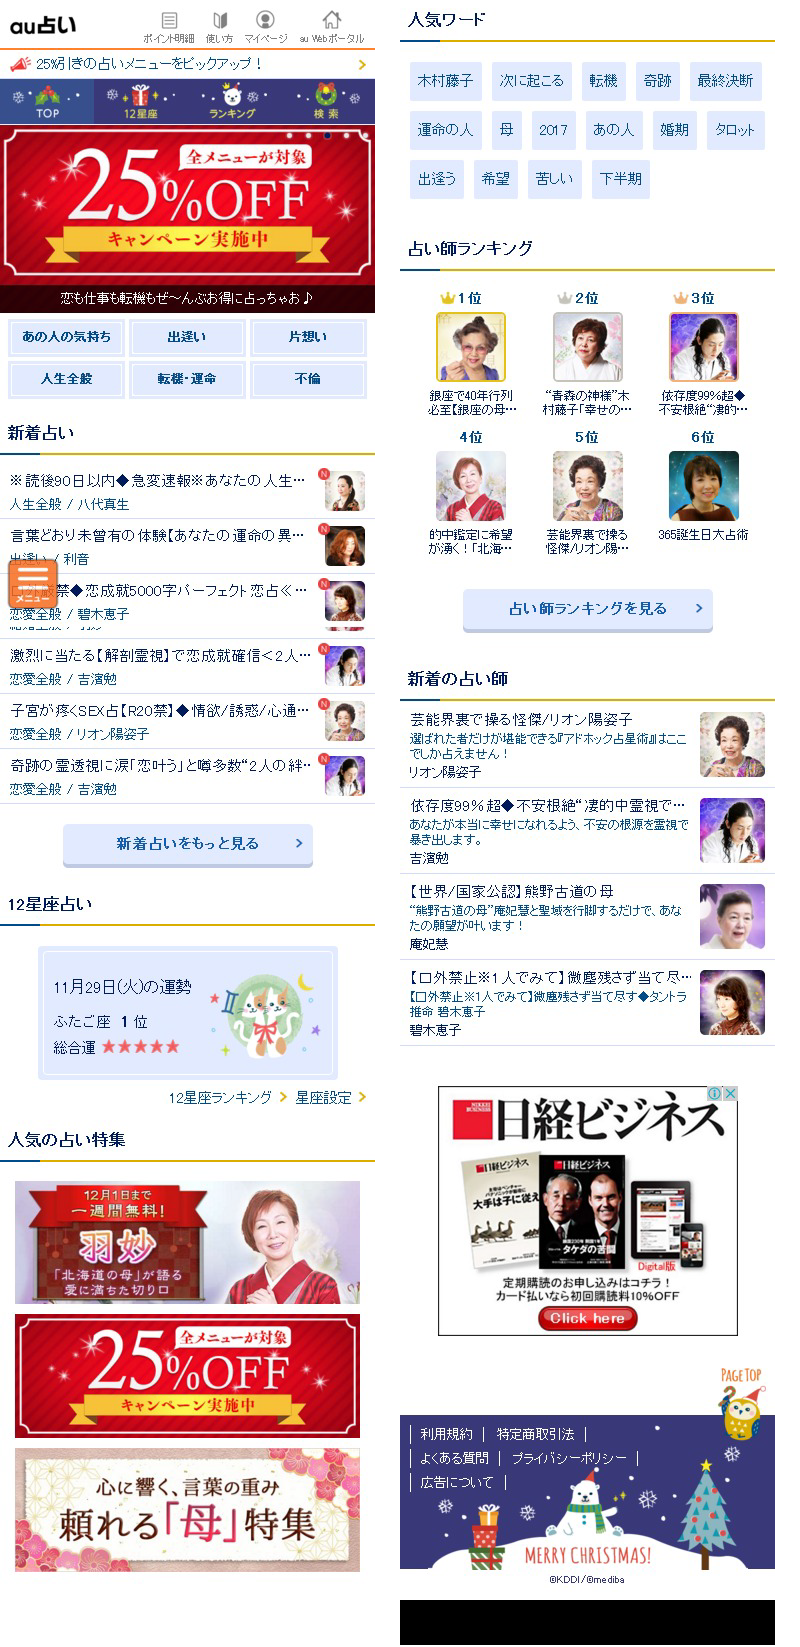 au占い
ポイント明細 使い方 マイページ au Webポータル
25%引きの占いメニューをピックアップ！
TOP 12星座 ランキング 検索
全メニューが対象
25%OFF
キャンペーン実施中
恋も仕事も転機もぜ～んぶお得に占っちゃお♪
あの人の気持ち 出逢い 片想い
人生全般 転機・運命 不倫
新着占い
※読後90日以内◆急変速報※あなたの人生…
人生全般 / 八代真生
言葉どおり未曾有の体験【あなたの運命の異…
出逢い / 利音
メニュー
口外厳禁◆恋成就5000字パーフェクト恋占≪…
恋愛全般 / 碧木恵子
激烈に当たる【解剖霊視】で恋成就確信＜2人…
恋愛全般 / 吉濱勉
子宮が疼くSEX占【R20禁】◆情欲/誘惑/心通…
恋愛全般 / リオン陽姿子
奇跡の霊透視に涙「恋叶う」と噂多数“2人の絆…
恋愛全般 / 吉濱勉
新着占いをもっと見る
12星座占い
11月29日(火)の運勢
ふたご座 1 位
総合運 ★★★★★
12星座ランキング 星座設定
人気の占い特集
12月1日まで
一週間無料!
羽妙
「北海道の母」が語る
愛に満ちた切り口
全メニューが対象
25%OFF
キャンペーン実施中
心に響く、言葉の重み
頼れる「母」特集
人気ワード
木村藤子 次に起こる 転機 奇跡 最終決断
運命の人 母 2017 あの人 婚期 タロット
出逢う 希望 苦しい 下半期
占い師ランキング
1位 2位 3位
銀座で40年行列必至【銀座の母…
“青森の神様”木村藤子「幸せの…
依存度99％超◆不安根絶“凄的…
4位 5位 6位
的中鑑定に希望が湧く！「北海…
芸能界裏で操る怪傑/リオン陽…
365誕生日大占術
占い師ランキングを見る
新着の占い師
芸能界裏で操る怪傑/リオン陽姿子
選ばれた者だけが堪能できる『アドホック占星術』はここ
でしか占えません！
リオン陽姿子
依存度99％超◆不安根絶“凄的中霊視で…
あなたが本当に幸せになれるよう、不安の根源を霊視で
暴き出します。
吉濱勉
【世界/国家公認】熊野古道の母
“熊野古道の母”庵妃慧と聖域を行脚するだけで、あな
たの願望が叶います！
庵妃慧
【口外禁止※1人でみて】微塵残さず当て尽…
【口外禁止※1人でみて】微塵残さず当て尽す◆タントラ
推命 碧木恵子
碧木恵子
NIKKEI BUSINESS
日経ビジネス
日経ビジネス
大手は子に従え
日経ビジネス
タケダの苦闘
Digital版
定期購読のお申し込みはコチラ！
カード払いなら初回購読料10%OFF
Click here
PAGE TOP
利用規約 | 特定商取引法 |
よくある質問 | プライバシーポリシー |
広告について |
MERRY CHRISTMAS!
©KDDI/©mediba